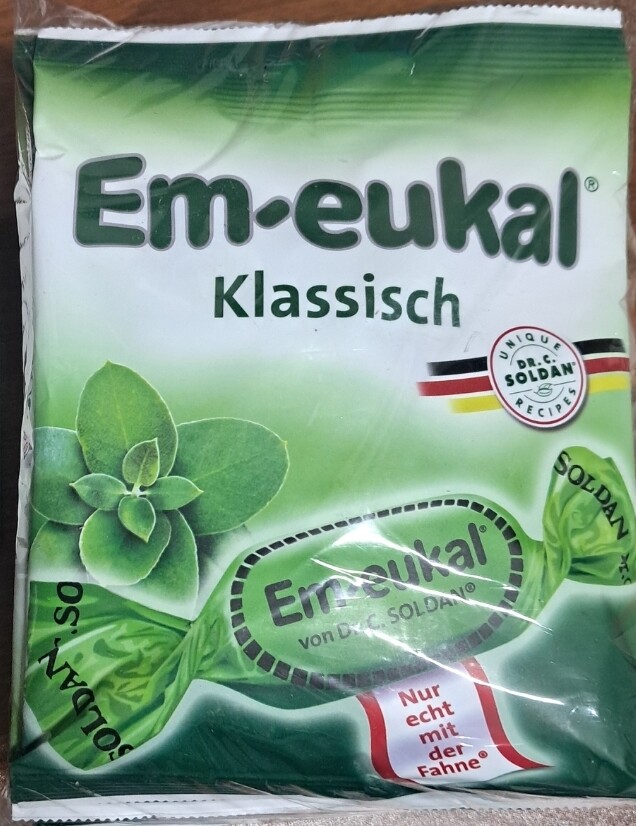 Em-eukal®
Klassisch
UNIQUE
DR. C.
SOLDAN®
RECIPES
SOLDAN
Em-eukal®
von Dr. C. SOLDAN®
SOLDAN
SOLDAN
Nur
echt
mit
der
Fahne®